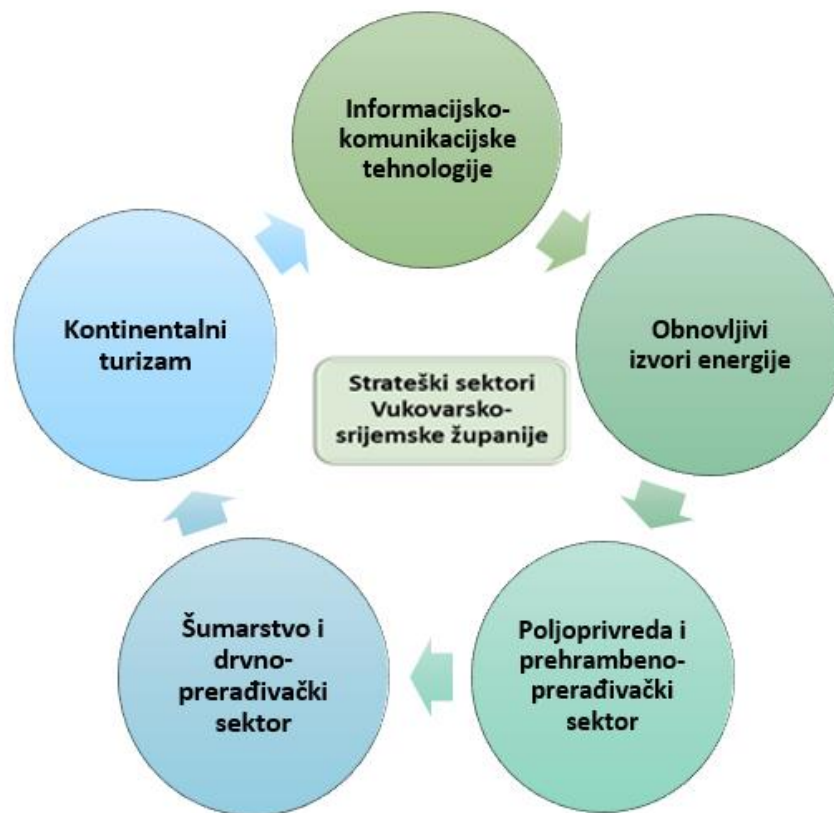 Informacijsko-
komunikacijske
tehnologije
Obnovljivi
izvori energije
Kontinentalni
turizam
Strateški sektori
Vukovarsko-
srijemske županije
Poljoprivreda i
prehrambeno-
prerađivački
sektor
Šumarstvo i
drvno-
prerađivački
sektor